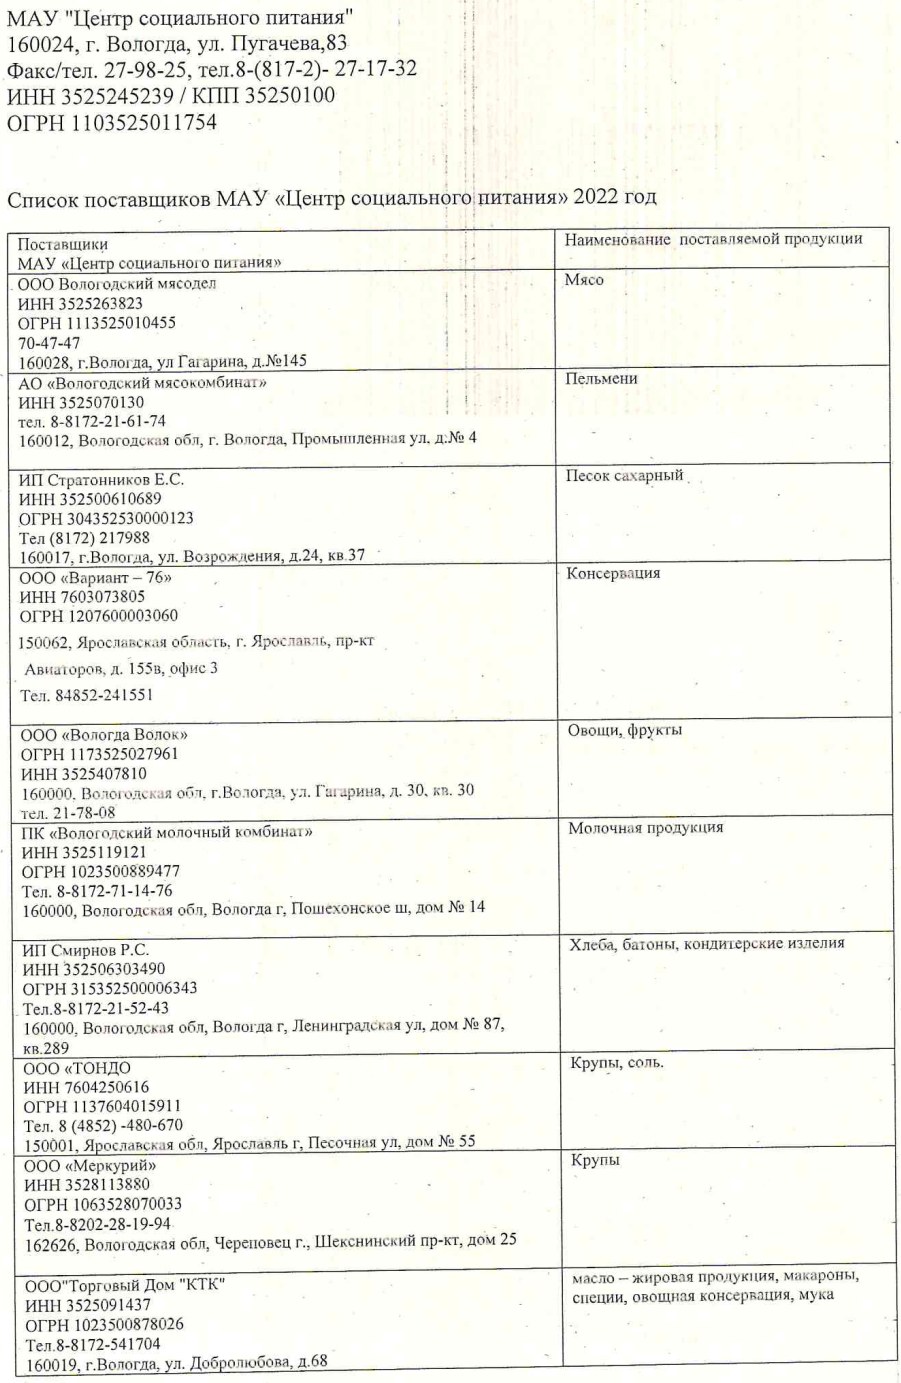 МАУ "Центр социального питания"
160024, г. Вологда, ул. Пугачева,83
Факс/тел. 27-98-25, тел.8-(817-2)- 27-17-32
ИНН 3525245239 / КПП 35250100
ОГРН 1103525011754
Список поставщиков МАУ «Центр социального питания» 2022 год
Поставщики
МАУ «Центр социального питания»
Наименование поставляемой продукции
ООО Вологодский мясодел
ИНН 3525263823
ОГРН 1113525010455
70-47-47
160028, г.Вологда, ул Гагарина, д.№145
Мясо
АО «Вологодский мясокомбинат»
ИНН 3525070130
тел. 8-8172-21-61-74
160012, Вологодская обл, г. Вологда, Промышленная ул, д.№ 4
Пельмени
ИП Стратонников Е.С.
ИНН 352500610689
ОГРН 304352530000123
Тел (8172) 217988
160017, г.Вологда, ул. Возрождения, д.24, кв.37
Песок сахарный
ООО «Вариант – 76»
ИНН 7603073805
ОГРН 1207600003060
150062, Ярославская область, г. Ярославль, пр-кт
Авиаторов, д. 155в, офис 3
Тел. 84852-241551
Консервация
ООО «Вологда Волок»
ОГРН 1173525027961
ИНН 3525407810
160000, Вологодская обл, г.Вологда, ул. Гагарина, д. 30, кв. 30
тел. 21-78-08
Овощи, фрукты
ПК «Вологодский молочный комбинат»
ИНН 3525119121
ОГРН 1023500889477
Тел. 8-8172-71-14-76
160000, Вологодская обл, Вологда г, Пошехонское ш, дом № 14
Молочная продукция
ИП Смирнов Р.С.
ИНН 352506303490
ОГРН 315352500006343
Тел.8-8172-21-52-43
160000, Вологодская обл, Вологда г, Ленинградская ул, дом № 87,
кв.289
Хлеба, батоны, кондитерские изделия
ООО «ТОНДО
ИНН 7604250616
ОГРН 1137604015911
Тел. 8 (4852) -480-670
150001, Ярославская обл, Ярославль г, Песочная ул, дом № 55
Крупы, соль.
ООО «Меркурий»
ИНН 3528113880
ОГРН 1063528070033
Тел.8-8202-28-19-94
162626, Вологодская обл, Череповец г., Шекснинский пр-кт, дом 25
Крупы
ООО"Торговый Дом "КТК"
ИНН 3525091437
ОГРН 1023500878026
Тел.8-8172-541704
160019, г.Вологда, ул. Добролюбова, д.68
масло – жировая продукция, макароны,
специи, овощная консервация, мука